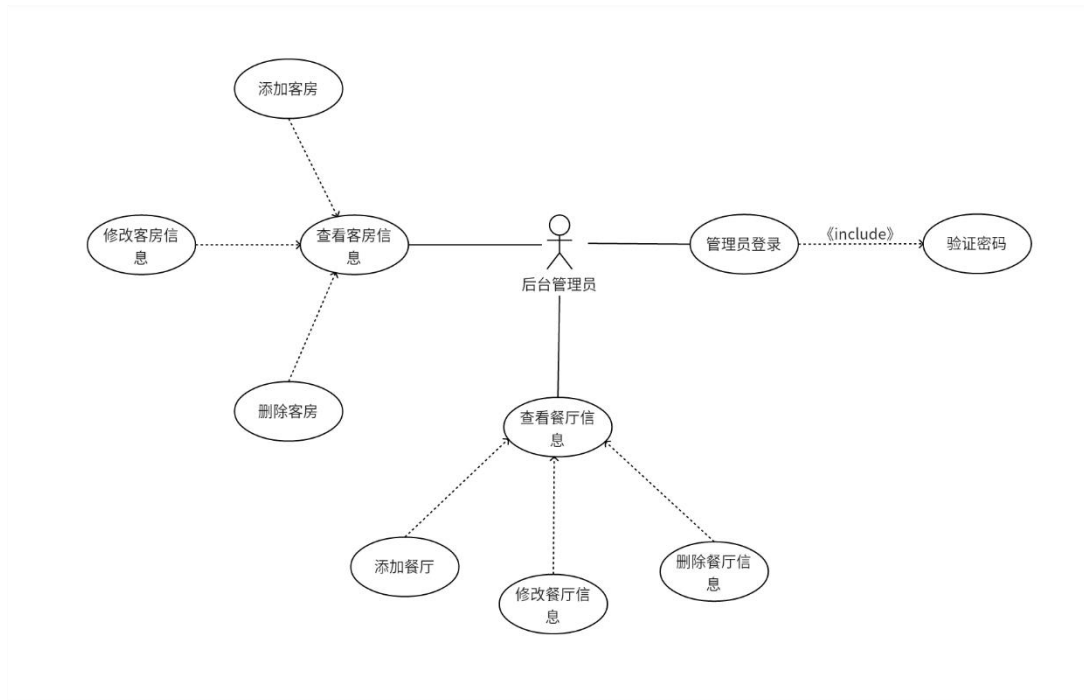 添加客房
修改客房信
息
查看客房信
息
后台管理员
管理员登录
《include》
验证密码
删除客房
查看餐厅信
息
添加餐厅
修改餐厅信
息
删除餐厅信
息